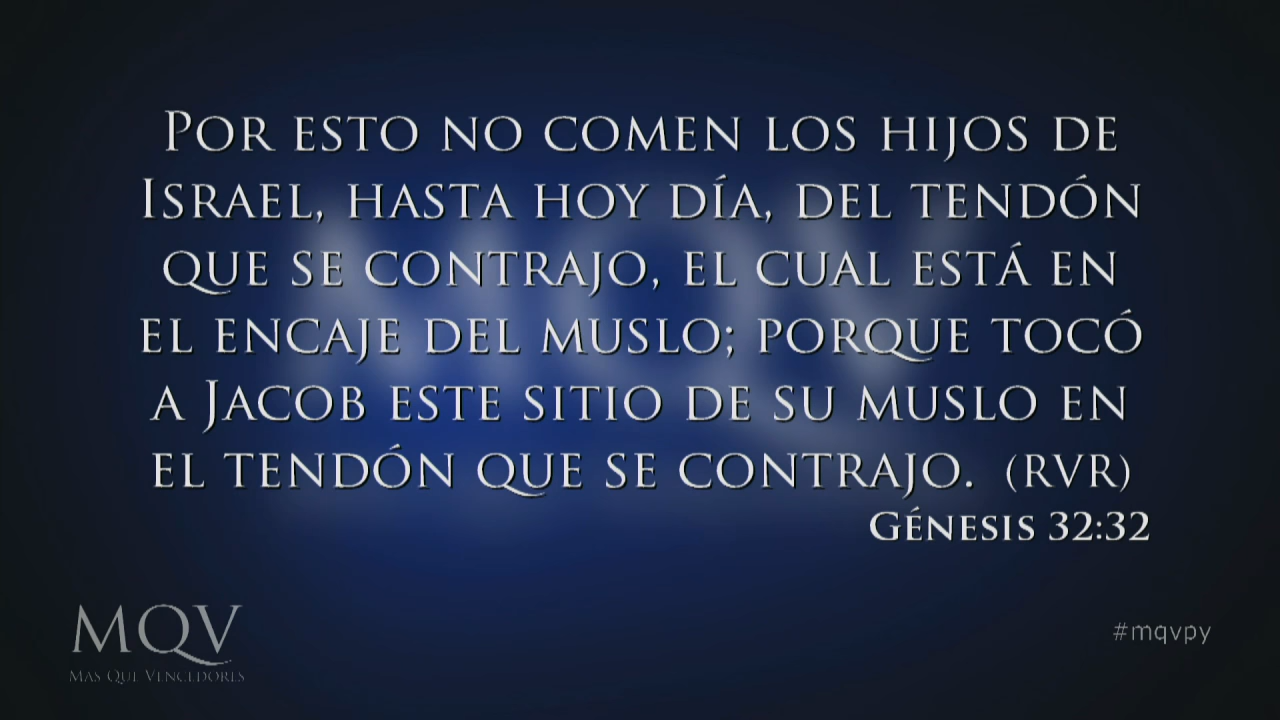 Por esto no comen los hijos de
Israel, hasta hoy día, del tendón
que se contrajo, el cual está en
el encaje del muslo; porque tocó
a Jacob este sitio de su muslo en
el tendón que se contrajo. (RVR)
Génesis 32:32
MQV
Mas Que Vencedores
#mqvpy